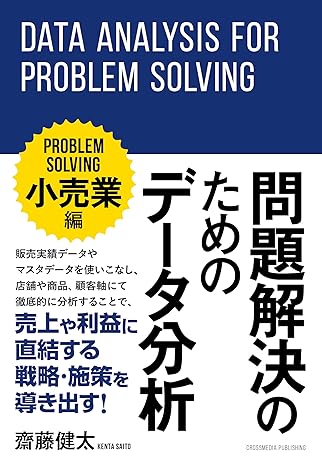 DATA ANALYSIS FOR
PROBLEM SOLVING
PROBLEM
SOLVING
小売業
編
問題解決の
ための
データ分析
販売実績データや
マスタデータを使いこなし、
店舗や商品、顧客軸にて
徹底的に分析することで、
売上や利益に
直結する
戦略・施策を
導き出す!
齋藤健太 KENTA SAITO
CROSSMEDIA PUBLISHING